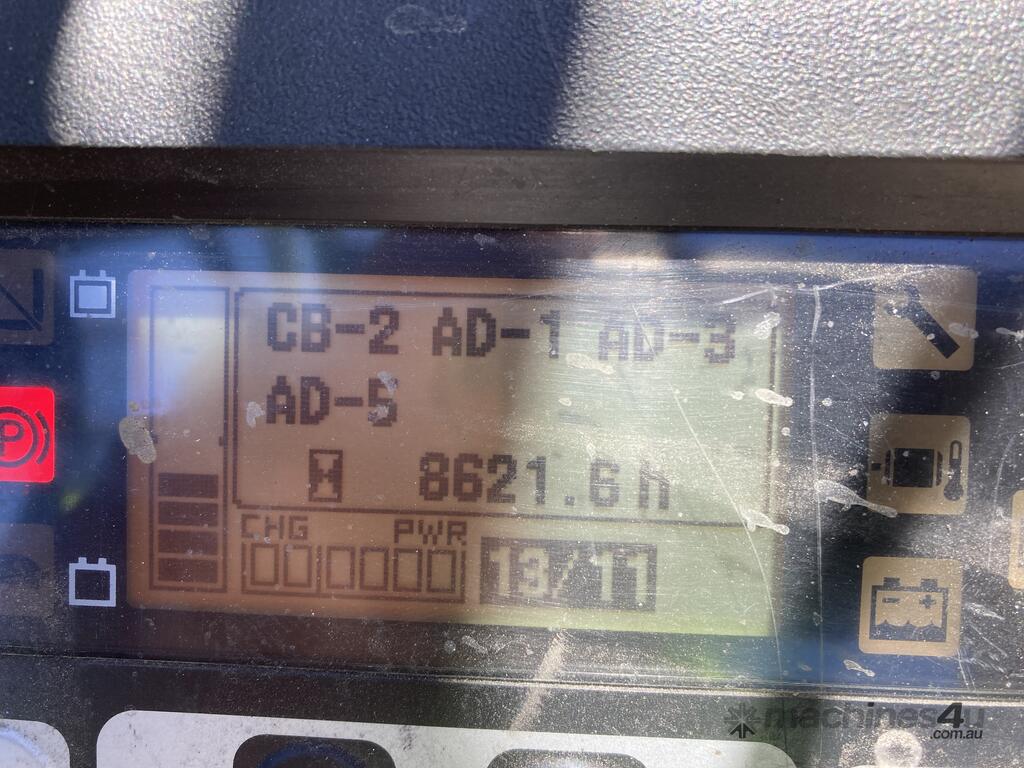 CB-2 AD-1 AD-3
AD-5
8621.6 h
CHG PWR
13/11
P
- +
machines4u
.com.au